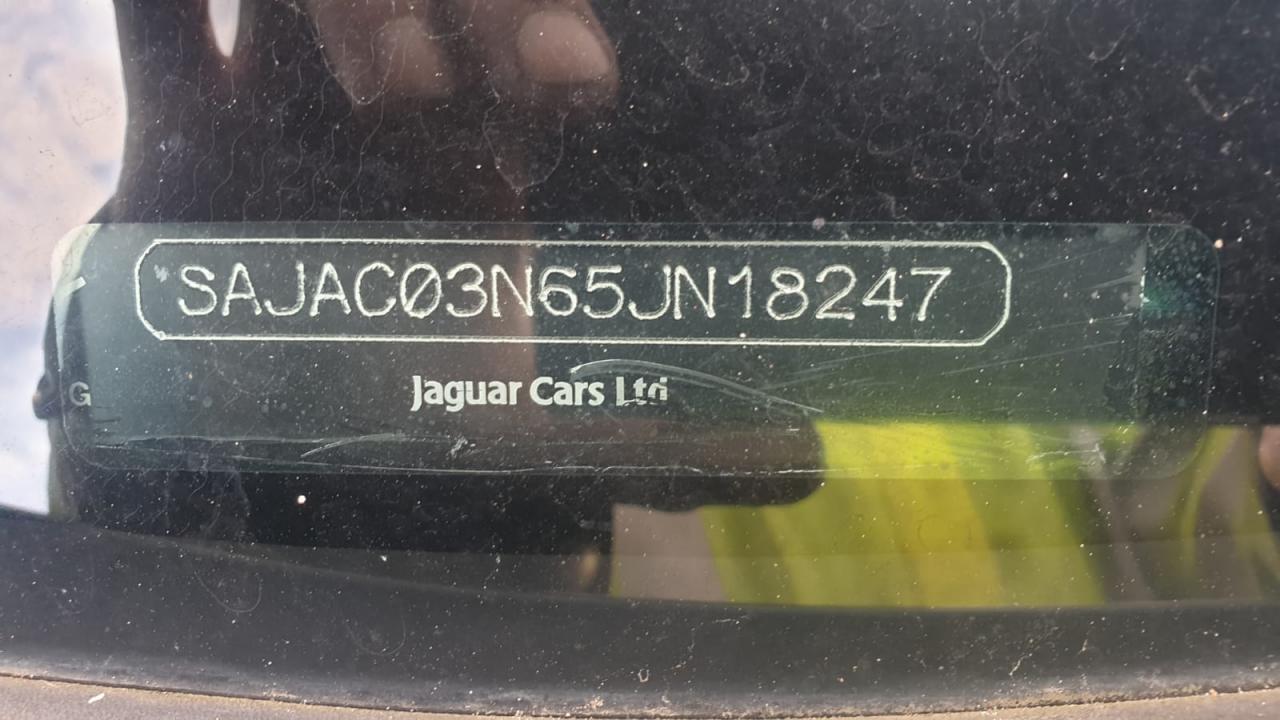 SAJAC03N65JN18247
Jaguar Cars Ltd
G